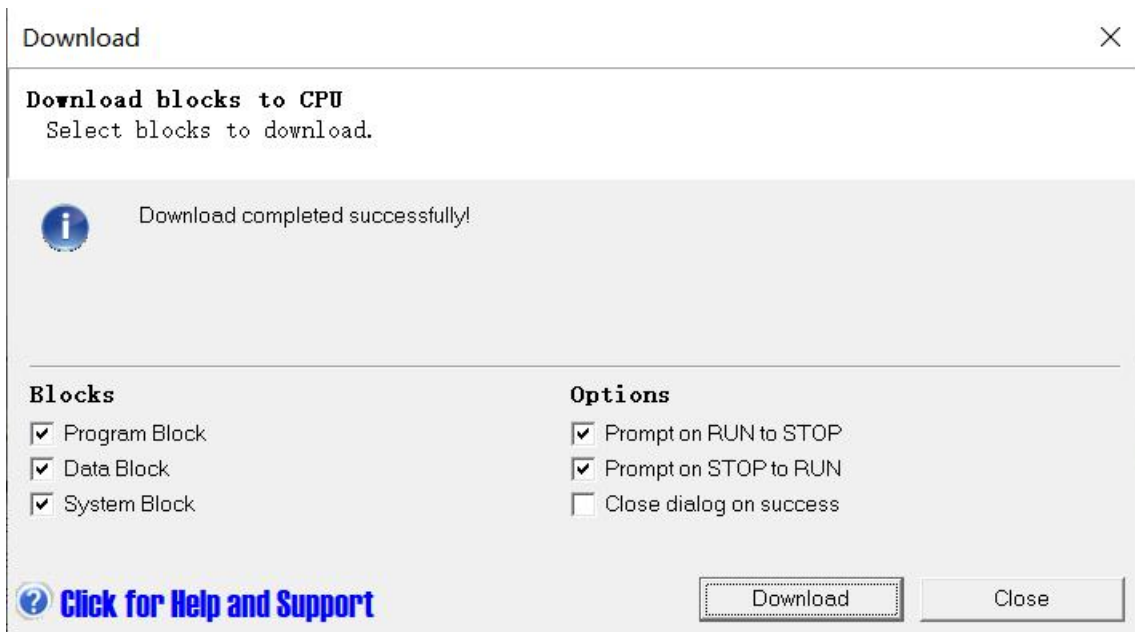 Download
Download blocks to CPU
Select blocks to download.
Download completed successfully!
Blocks
Program Block
Data Block
System Block
Options
Prompt on RUN to STOP
Prompt on STOP to RUN
Close dialog on success
Click for Help and Support
Download
Close